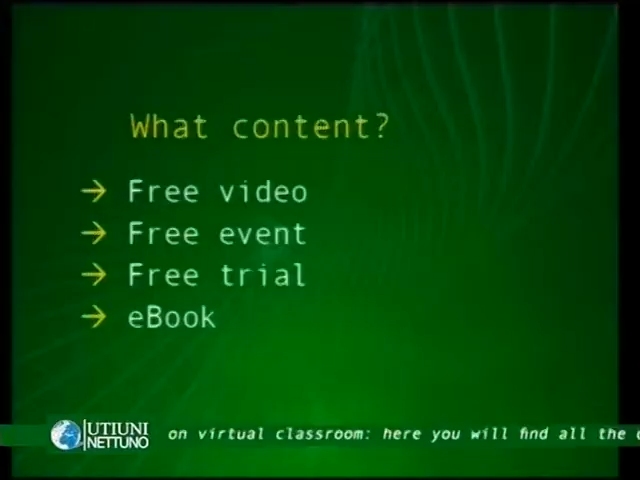 What content?
→ Free video
→ Free event
→ Free trial
→ eBook
UTIUNI
NETTUNO
on virtual classroom: here you will find all the